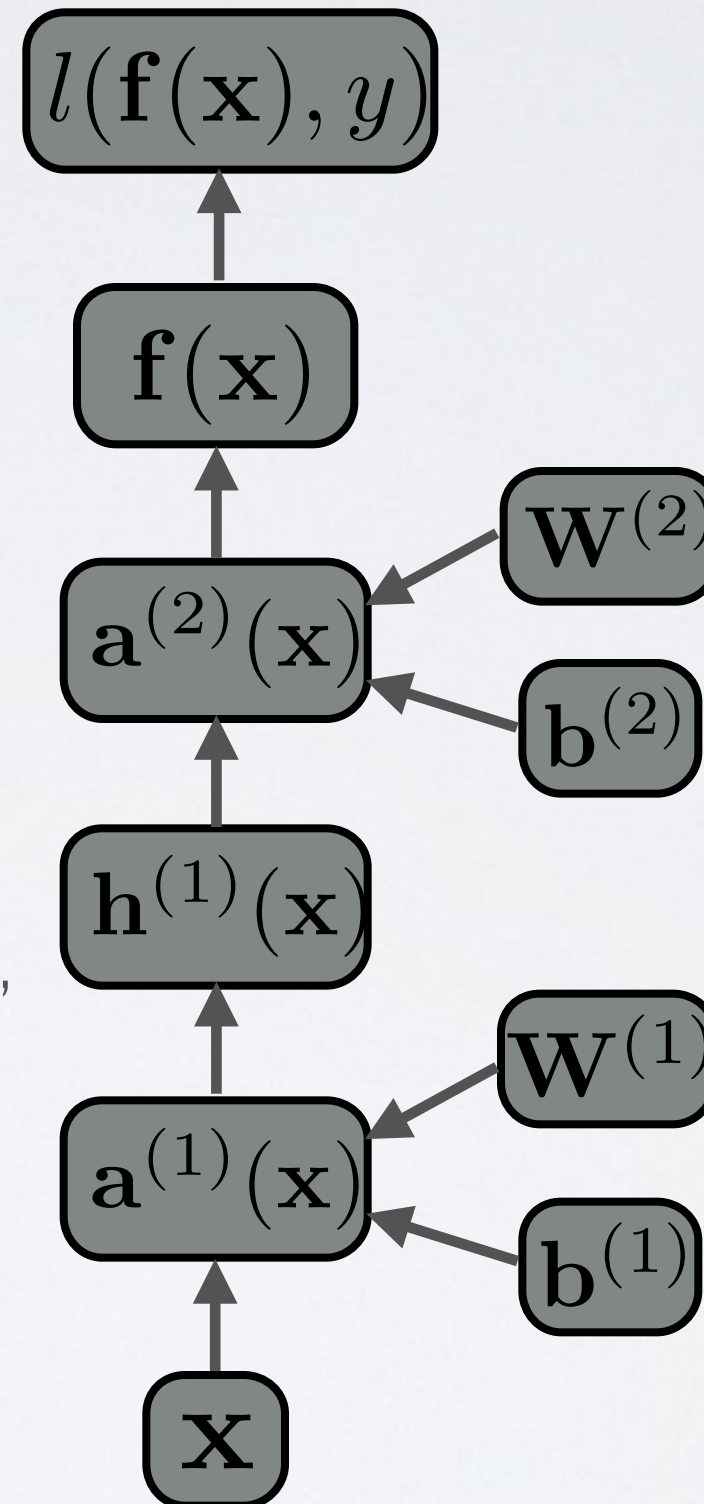 l(f(x), y)
f(x)
W^(2)
a^(2)(x)
b^(2)
h^(1)(x)
,
W^(1)
a^(1)(x)
b^(1)
x